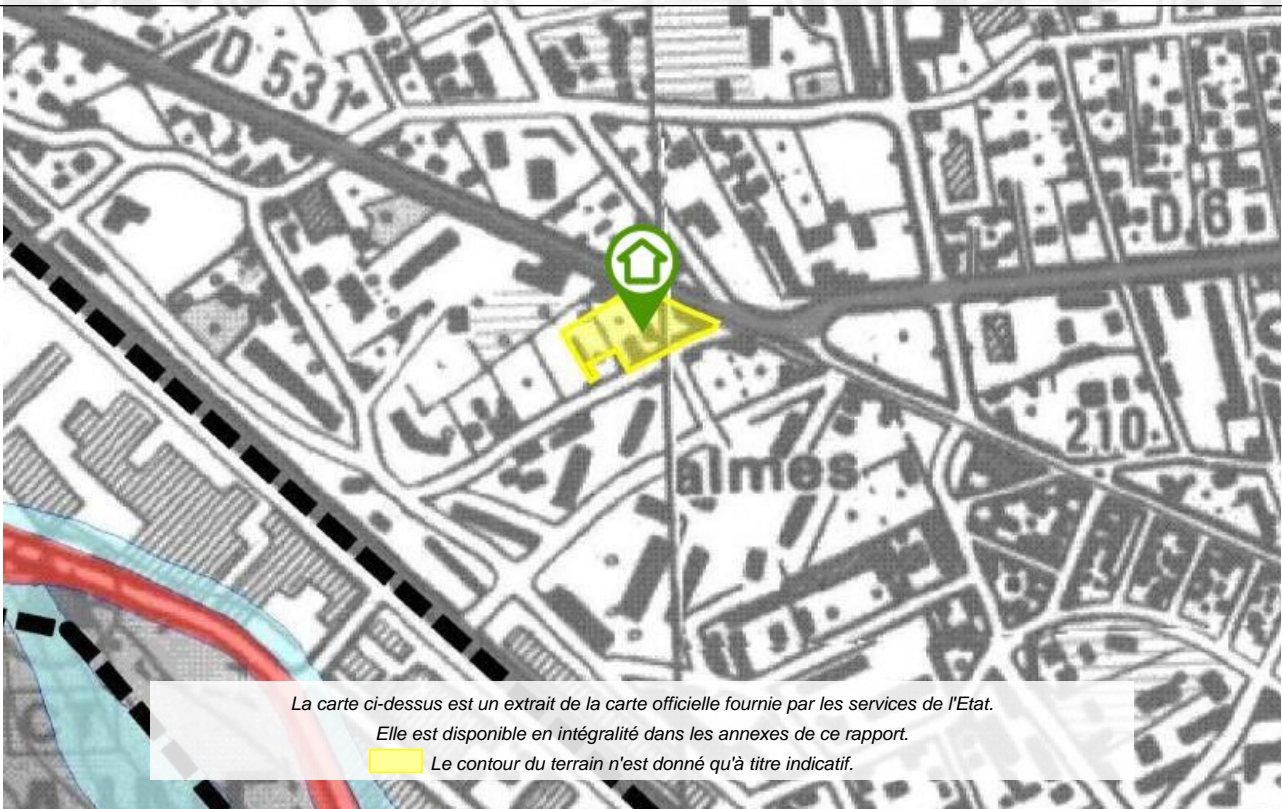 D 531
D 6
210
almes
La carte ci-dessus est un extrait de la carte officielle fournie par les services de l'Etat.
Elle est disponible en intégralité dans les annexes de ce rapport.
Le contour du terrain n'est donné qu'à titre indicatif.